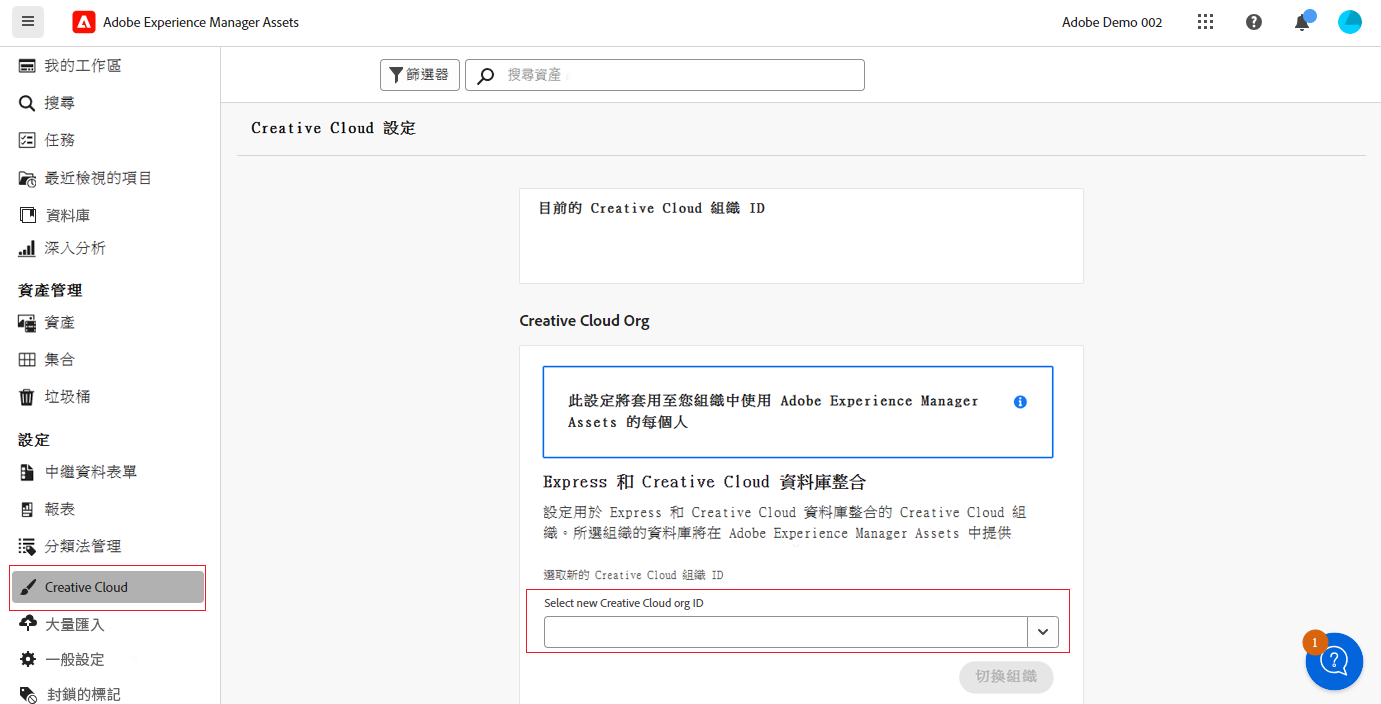 Adobe Experience Manager Assets
Adobe Demo 002
我的工作區
搜尋
任務
最近檢視的項目
資料庫
深入分析
資產管理
資產
集合
垃圾桶
設定
中繼資料表單
報表
分類法管理
Creative Cloud
大量匯入
一般設定
封鎖的標記
篩選器
搜尋資產
Creative Cloud 設定
目前的 Creative Cloud 組織 ID
Creative Cloud Org
此設定將套用至您組織中使用 Adobe Experience Manager
Assets 的每個人
Express 和 Creative Cloud 資料庫整合
設定用於 Express 和 Creative Cloud 資料庫整合的 Creative Cloud 組
織。所選組織的資料庫將在 Adobe Experience Manager Assets 中提供
選取新的 Creative Cloud 組織 ID
Select new Creative Cloud org ID
切換組織
1